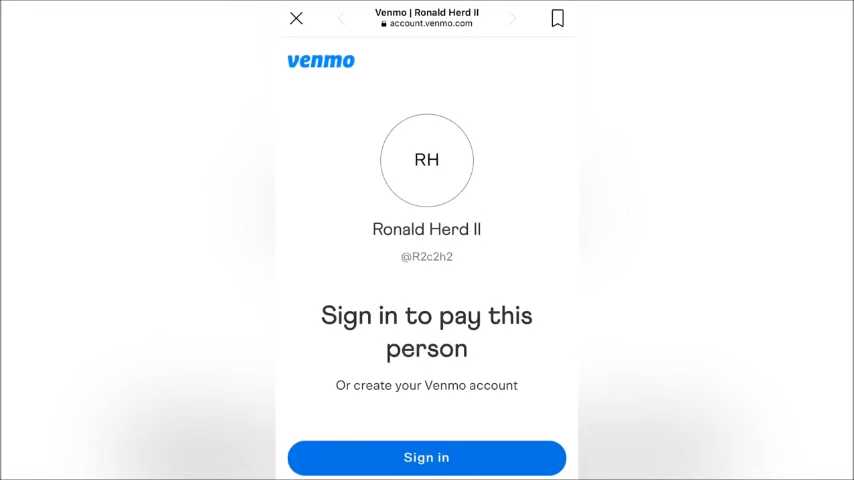 Venmo | Ronald Herd II
account.venmo.com
venmo
RH
Ronald Herd II
@R2c2h2
Sign in to pay this
person
Or create your Venmo account
Sign in